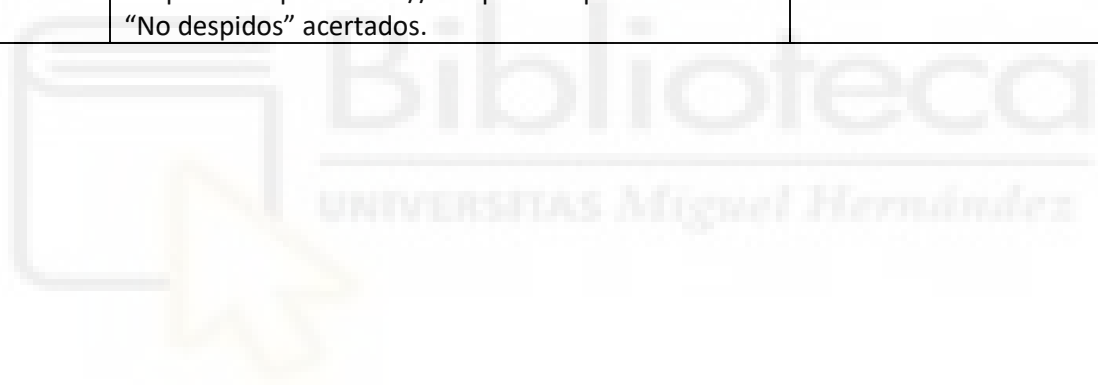 “No despidos” acertados.
Biblioteca
UNIVERSITAS Miguel Hernández